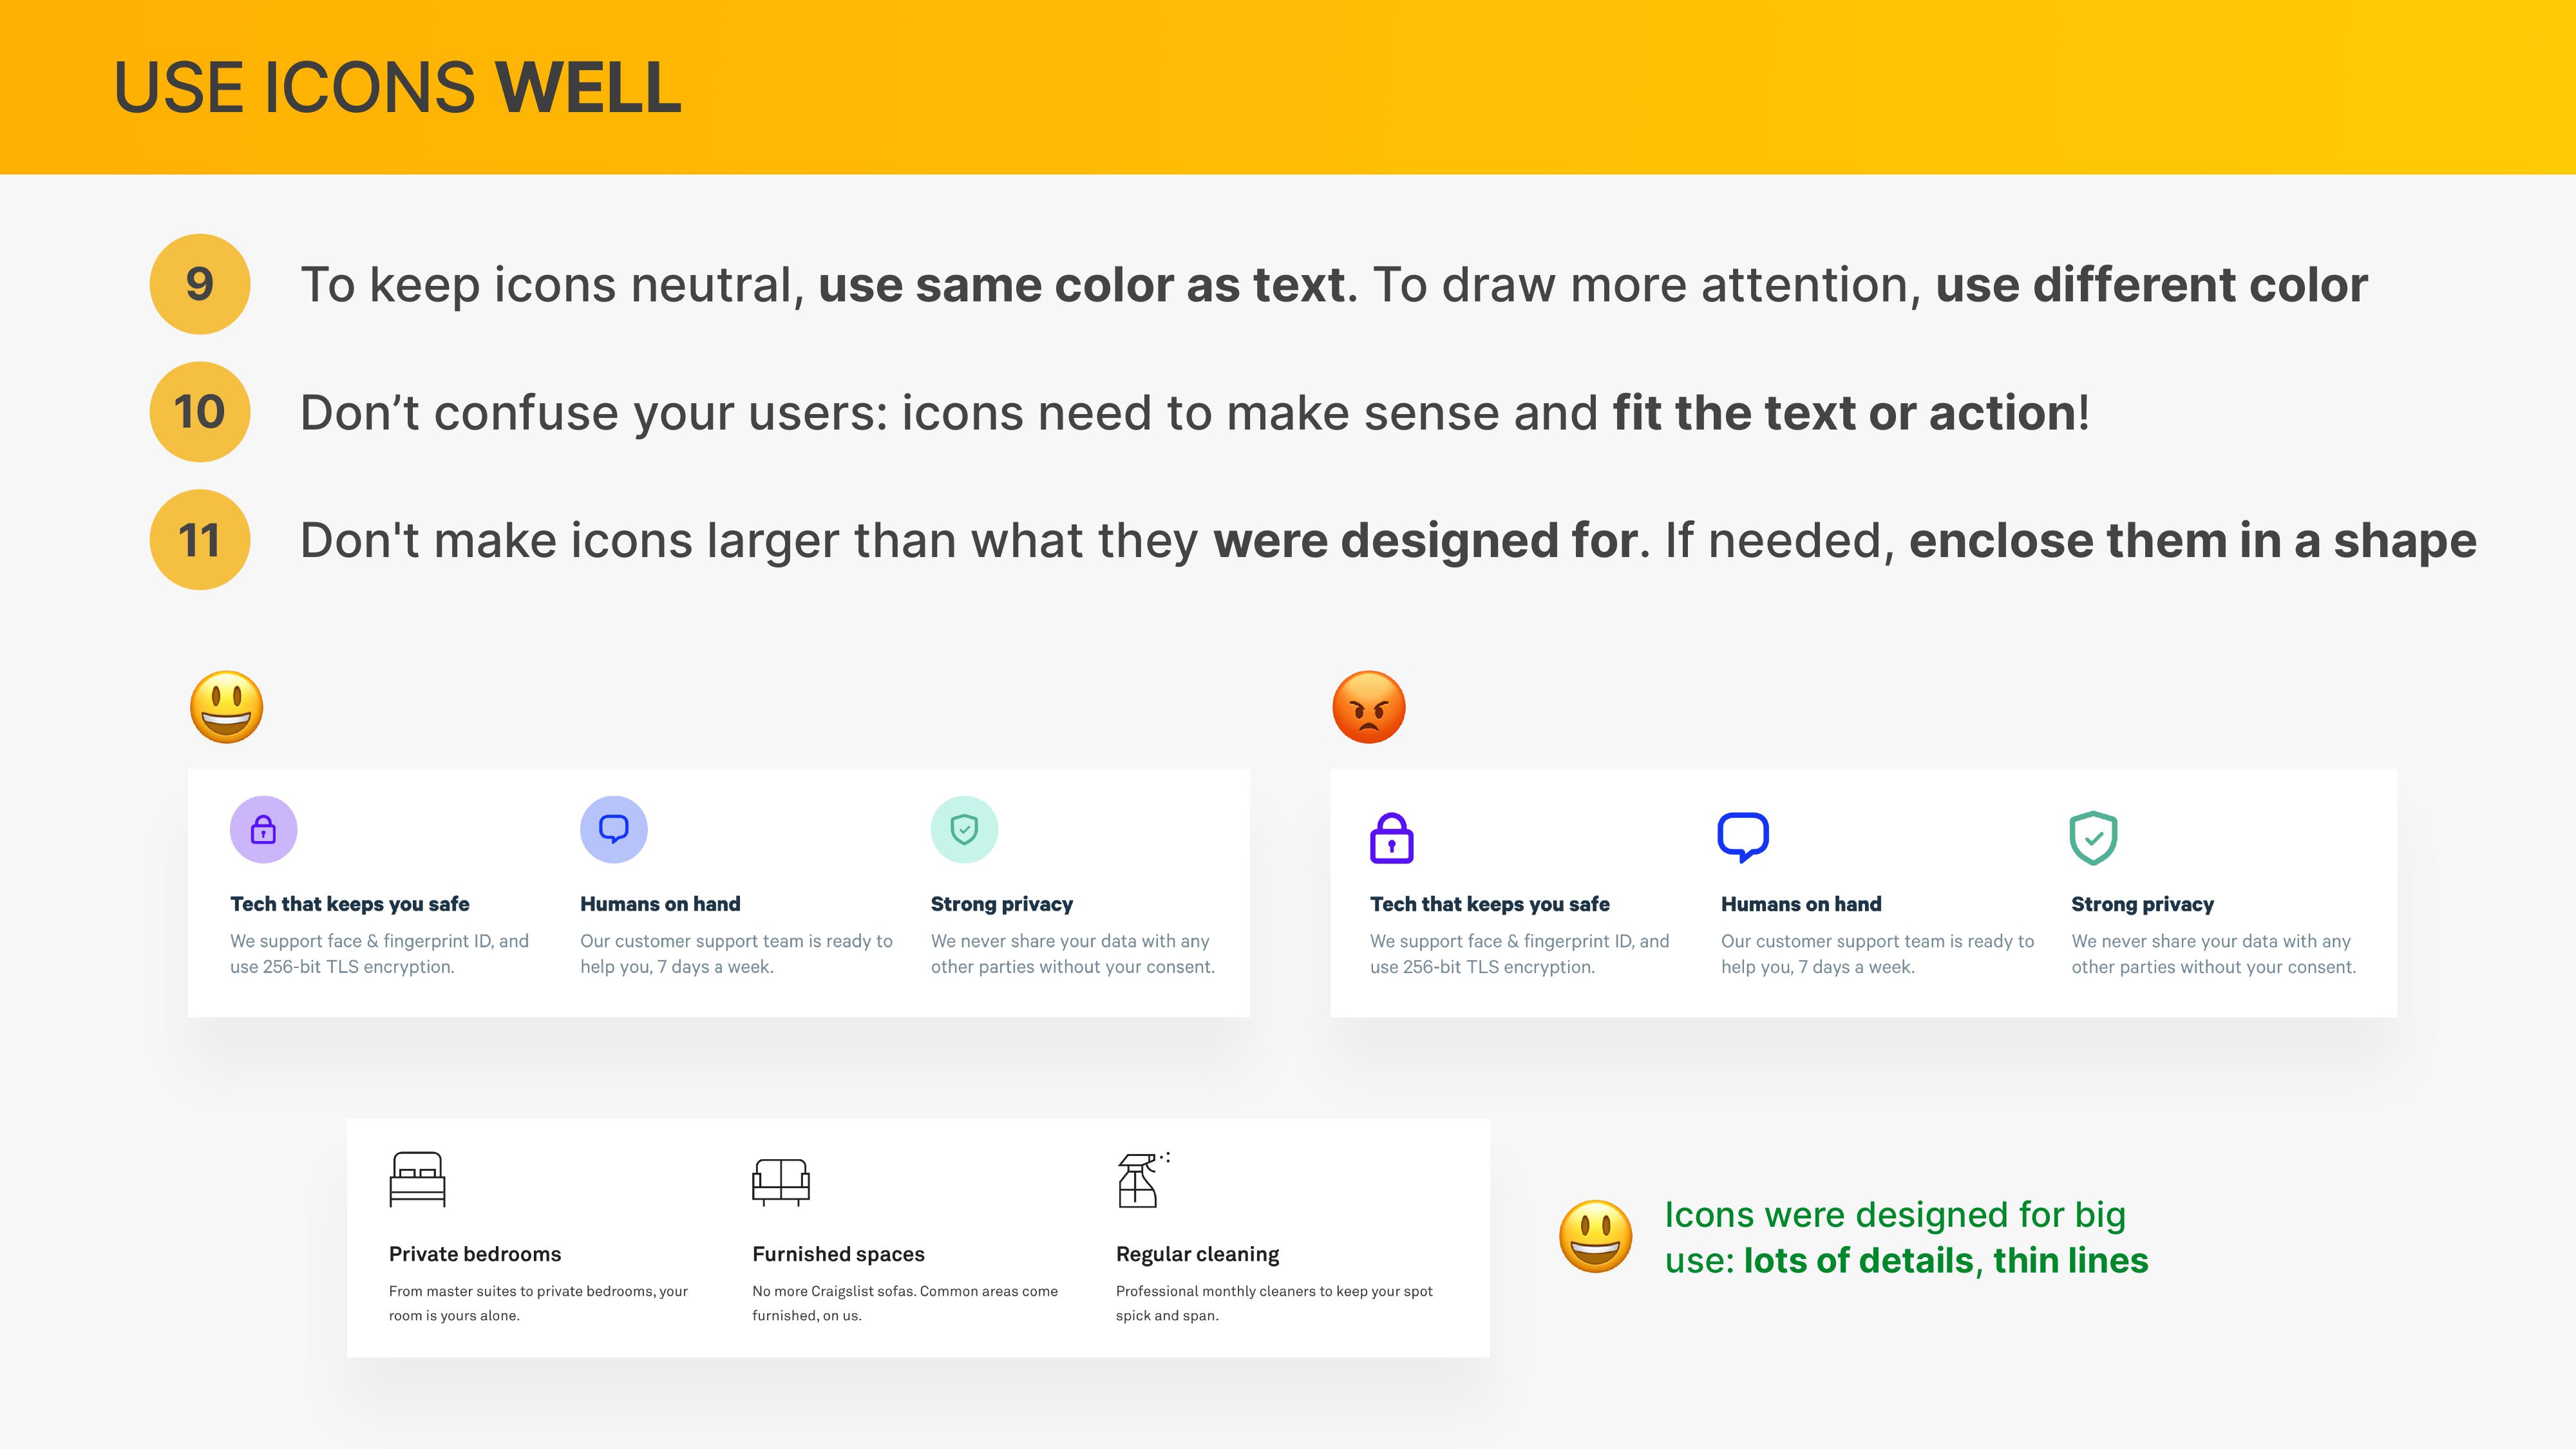 USE ICONS WELL
9 To keep icons neutral, use same color as text. To draw more attention, use different color
10 Don’t confuse your users: icons need to make sense and fit the text or action!
11 Don't make icons larger than what they were designed for. If needed, enclose them in a shape
Tech that keeps you safe
We support face & fingerprint ID, and
use 256-bit TLS encryption.
Humans on hand
Our customer support team is ready to
help you, 7 days a week.
Strong privacy
We never share your data with any
other parties without your consent.
Tech that keeps you safe
We support face & fingerprint ID, and
use 256-bit TLS encryption.
Humans on hand
Our customer support team is ready to
help you, 7 days a week.
Strong privacy
We never share your data with any
other parties without your consent.
Private bedrooms
From master suites to private bedrooms, your
room is yours alone.
Furnished spaces
No more Craigslist sofas. Common areas come
furnished, on us.
Regular cleaning
Professional monthly cleaners to keep your spot
spick and span.
Icons were designed for big
use: lots of details, thin lines